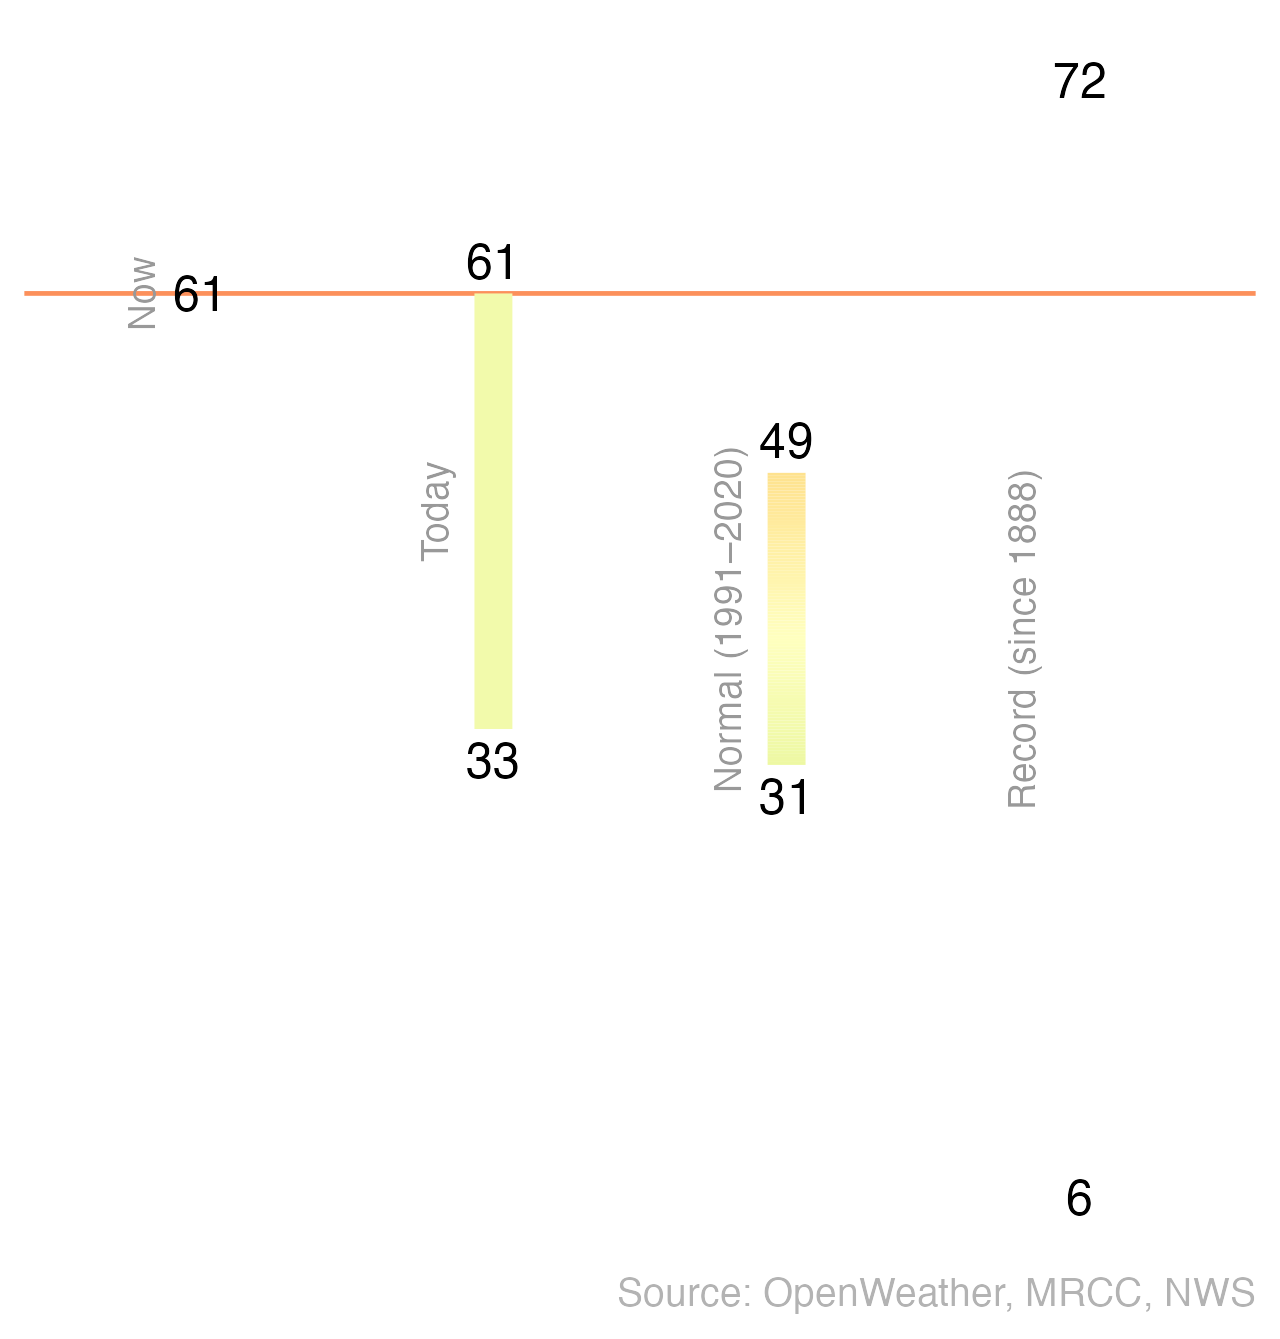 72
Now
61
61
Today
33
Normal (1991–2020)
49
31
Record (since 1888)
6
Source: OpenWeather, MRCC, NWS